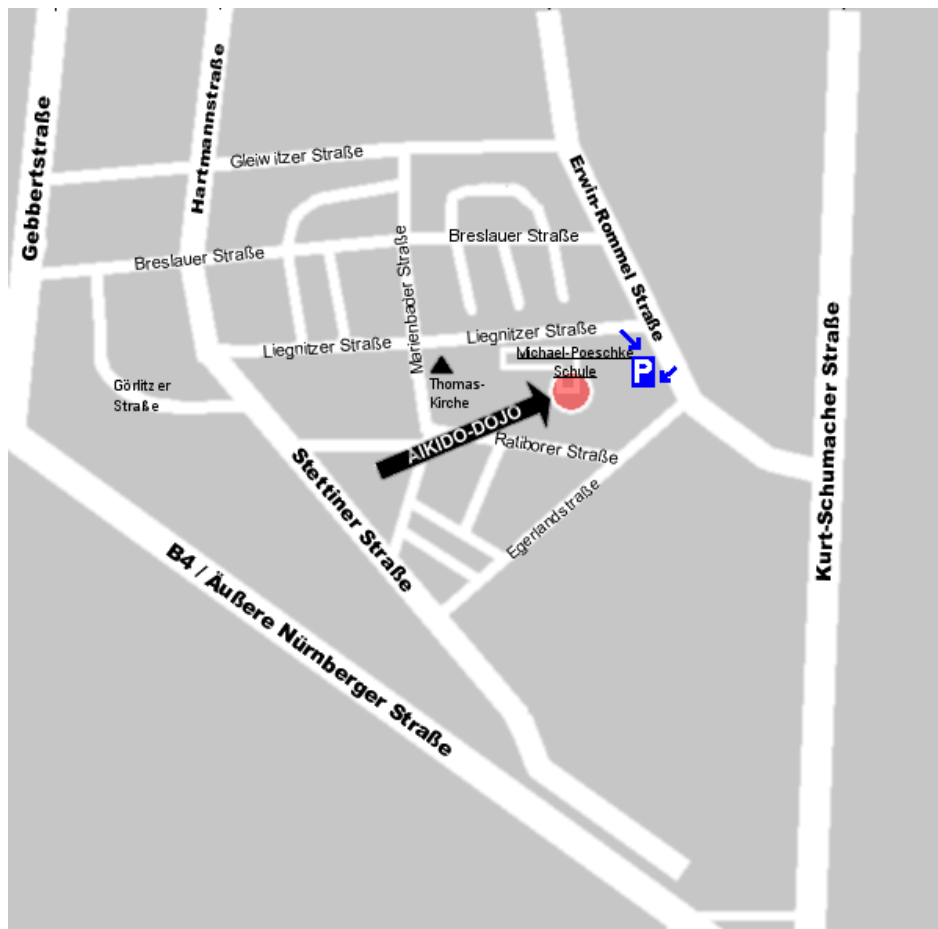 Gebbertstraße
Hartmannstraße
Gleiwitzer Straße
Erwin-Rommel Straße
Breslauer Straße
Breslauer Straße
Marienbader Straße
Liegnitzer Straße
Liegnitzer Straße
Michael-Poeschke
Schule
P
Görlitzer
Straße
Thomas-
Kirche
AIKIDO-DOJO
Ratiborer Straße
Egerlandstraße
Stettiner Straße
Kurt-Schumacher Straße
B4 / Äußere Nürnberger Straße